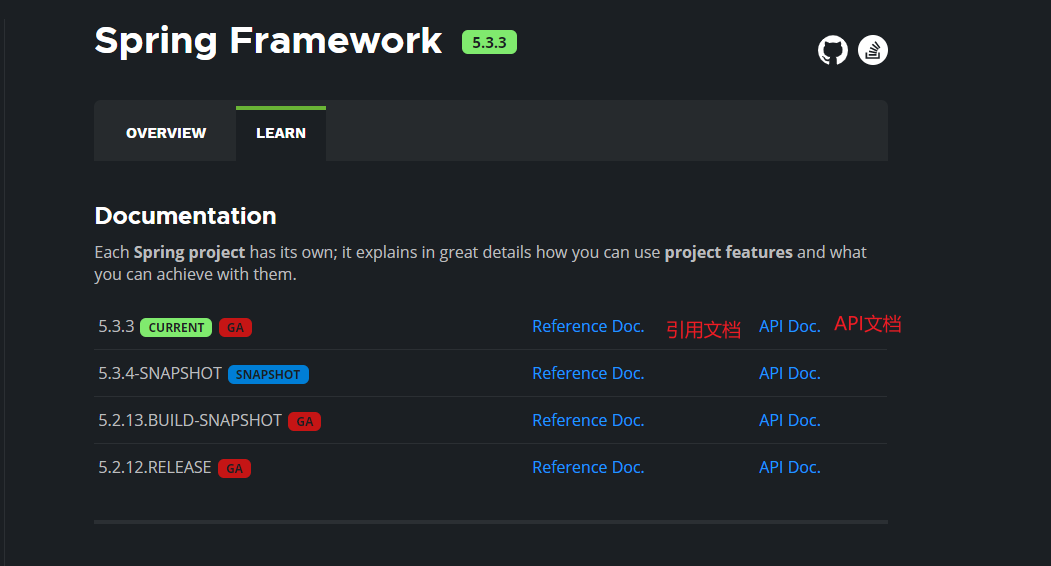 Spring Framework 5.3.3
OVERVIEW LEARN
Documentation
Each Spring project has its own; it explains in great details how you can use project features and what
you can achieve with them.
5.3.3 CURRENT GA Reference Doc. 引用文档 API Doc. API文档
5.3.4-SNAPSHOT SNAPSHOT Reference Doc. API Doc.
5.2.13.BUILD-SNAPSHOT GA Reference Doc. API Doc.
5.2.12.RELEASE GA Reference Doc. API Doc.